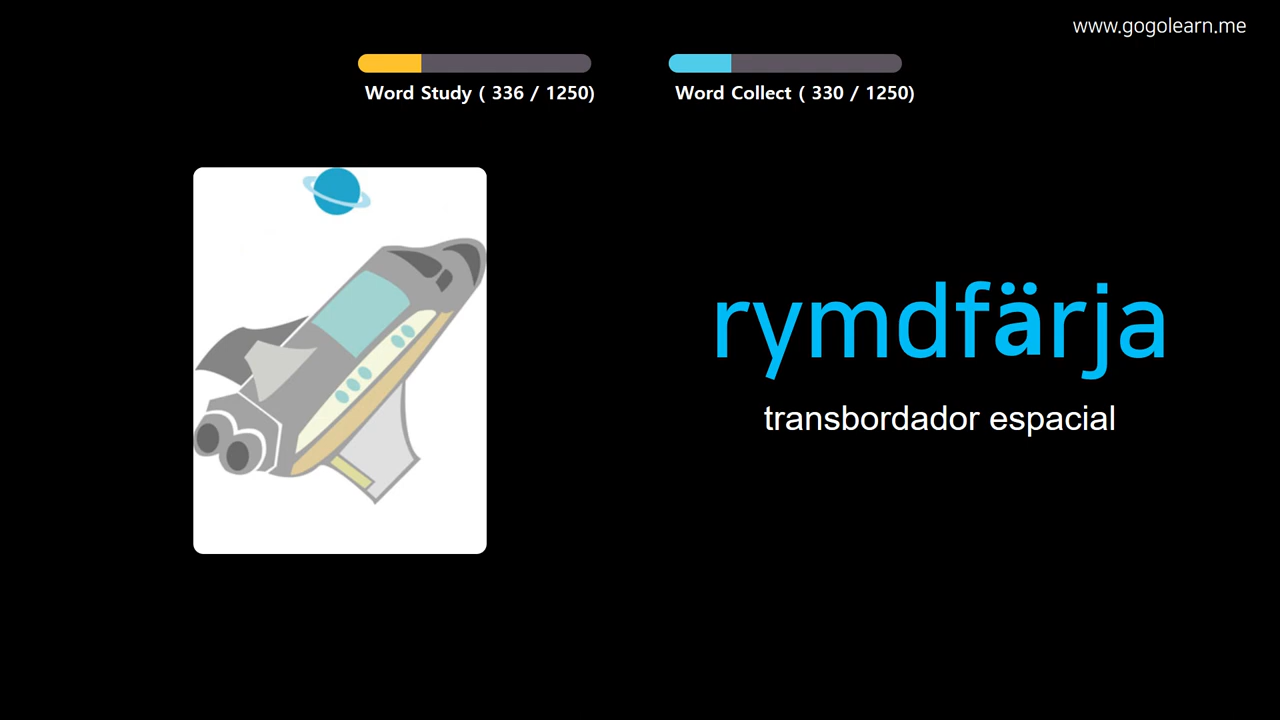 www.gogolearn.me
Word Study ( 336 / 1250)
Word Collect ( 330 / 1250)
rymdfärja
transbordador espacial